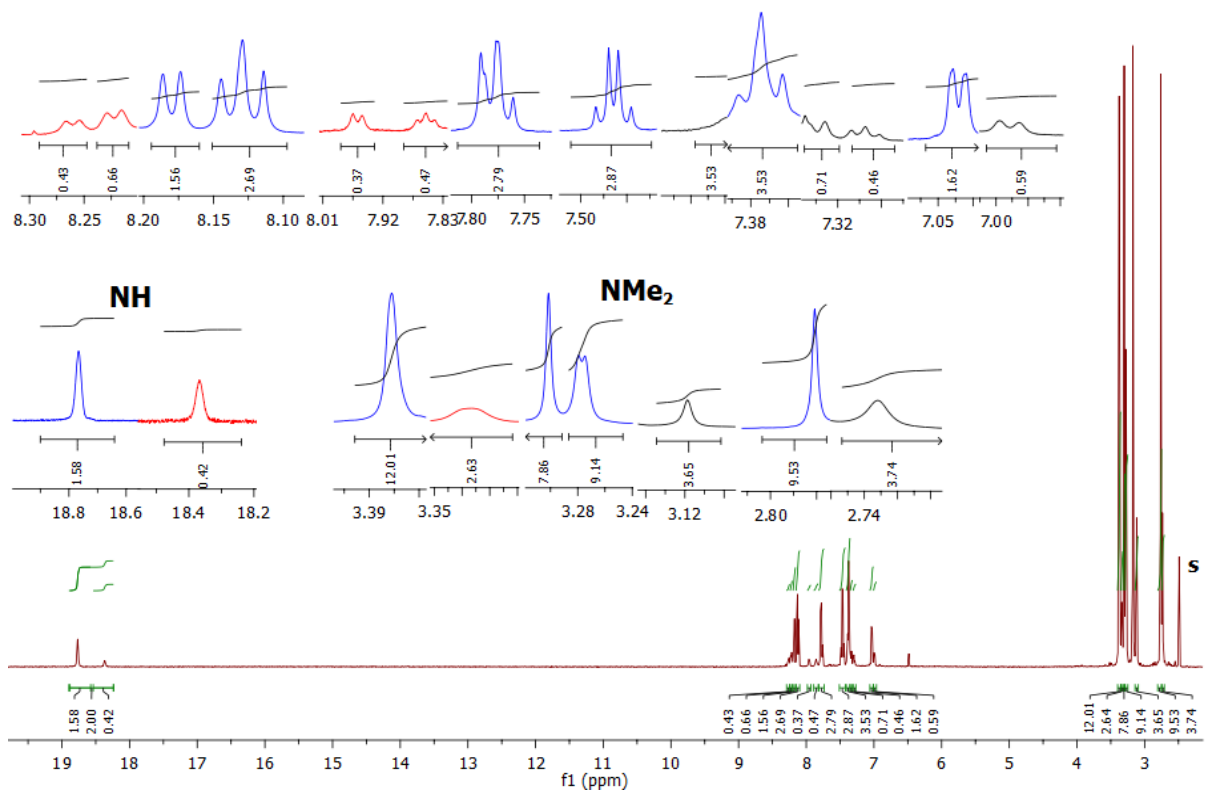 0.43 0.66 1.56 2.69 0.37 0.47 2.79 2.87 3.53 3.53 0.71 0.46 1.62 0.59
8.30 8.25 8.20 8.15 8.10 8.01 7.92 7.83 7.80 7.75 7.50 7.38 7.32 7.05 7.00
NH NMe₂
1.58 0.42 12.01 2.63 7.86 9.14 3.65 9.53 3.74
18.8 18.6 18.4 18.2 3.39 3.35 3.28 3.24 3.12 2.80 2.74
s
1.58 2.00 0.42 0.43 0.66 1.56 2.69 0.37 0.47 2.79 2.87 3.53 0.71 0.46 1.62 0.59 12.01 2.64 7.86 9.14 3.65 9.53 3.74
19 18 17 16 15 14 13 12 11 10 9 8 7 6 5 4 3
f1 (ppm)